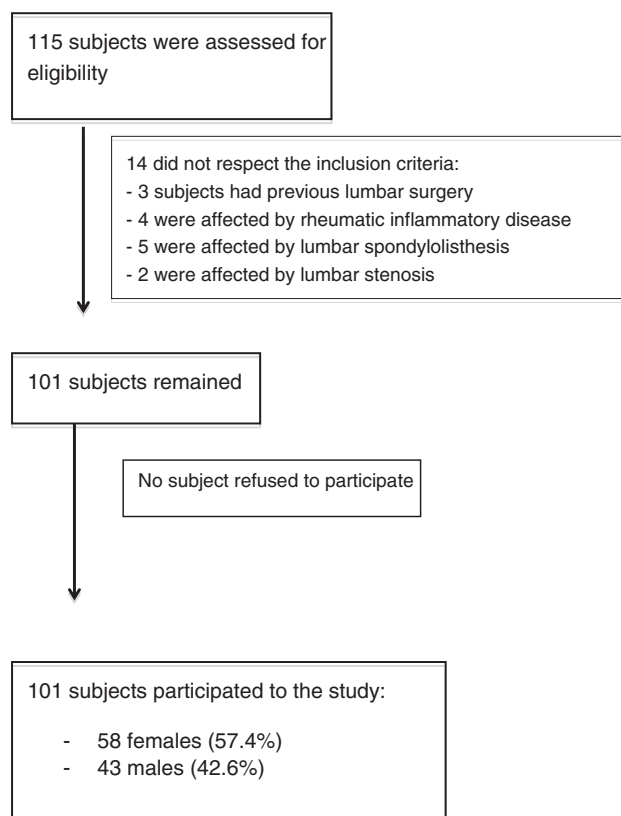 115 subjects were assessed for
eligibility
14 did not respect the inclusion criteria:
- 3 subjects had previous lumbar surgery
- 4 were affected by rheumatic inflammatory disease
- 5 were affected by lumbar spondylolisthesis
- 2 were affected by lumbar stenosis
101 subjects remained
No subject refused to participate
101 subjects participated to the study:
- 58 females (57.4%)
- 43 males (42.6%)